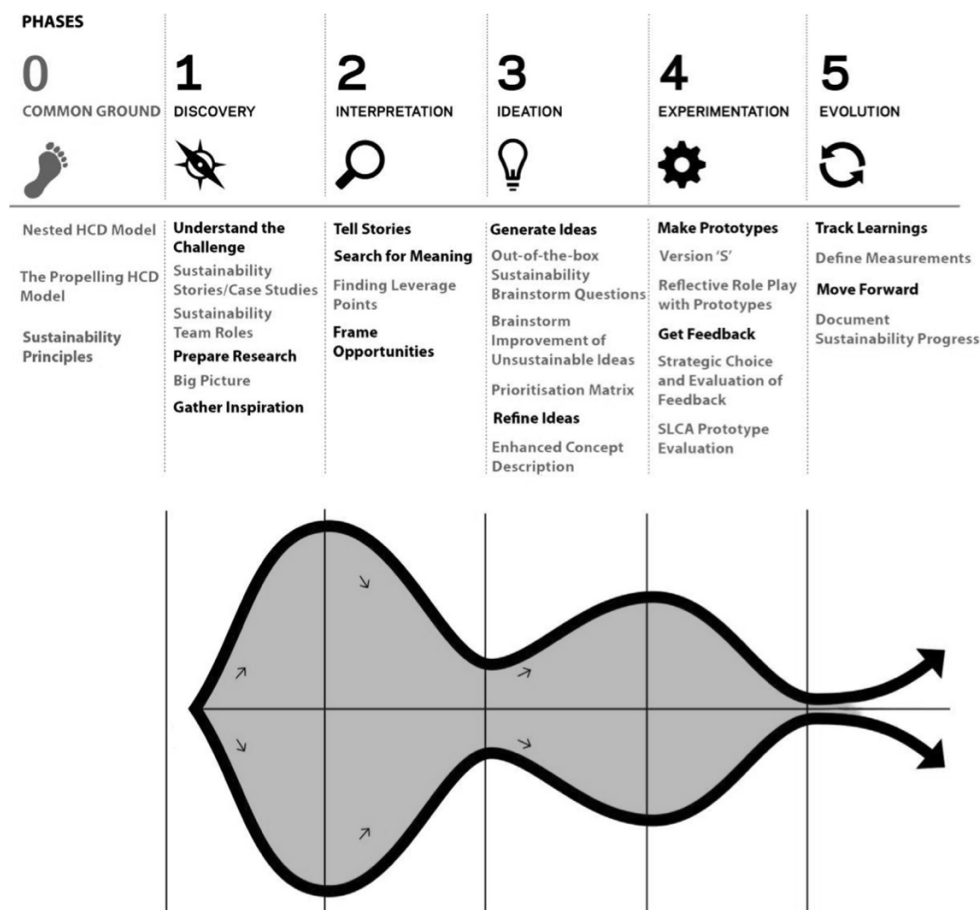 PHASES
0
COMMON GROUND
1
DISCOVERY
2
INTERPRETATION
3
IDEATION
4
EXPERIMENTATION
5
EVOLUTION
Nested HCD Model
The Propelling HCD
Model
Sustainability
Principles
Understand the
Challenge
Sustainability
Stories/Case Studies
Sustainability
Team Roles
Prepare Research
Big Picture
Gather Inspiration
Tell Stories
Search for Meaning
Finding Leverage
Points
Frame
Opportunities
Generate Ideas
Out-of-the-box
Sustainability
Brainstorm Questions
Brainstorm
Improvement of
Unsustainable Ideas
Prioritisation Matrix
Refine Ideas
Enhanced Concept
Description
Make Prototypes
Version ‘S’
Reflective Role Play
with Prototypes
Get Feedback
Strategic Choice
and Evaluation of
Feedback
SLCA Prototype
Evaluation
Track Learnings
Define Measurements
Move Forward
Document
Sustainability Progress